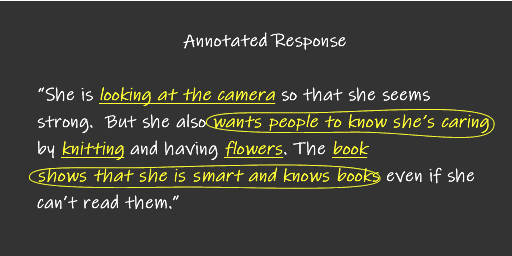 Annotated Response
“She is looking at the camera so that she seems
strong. But she also wants people to know she’s caring
by knitting and having flowers. The book
shows that she is smart and knows books even if she
can’t read them.”